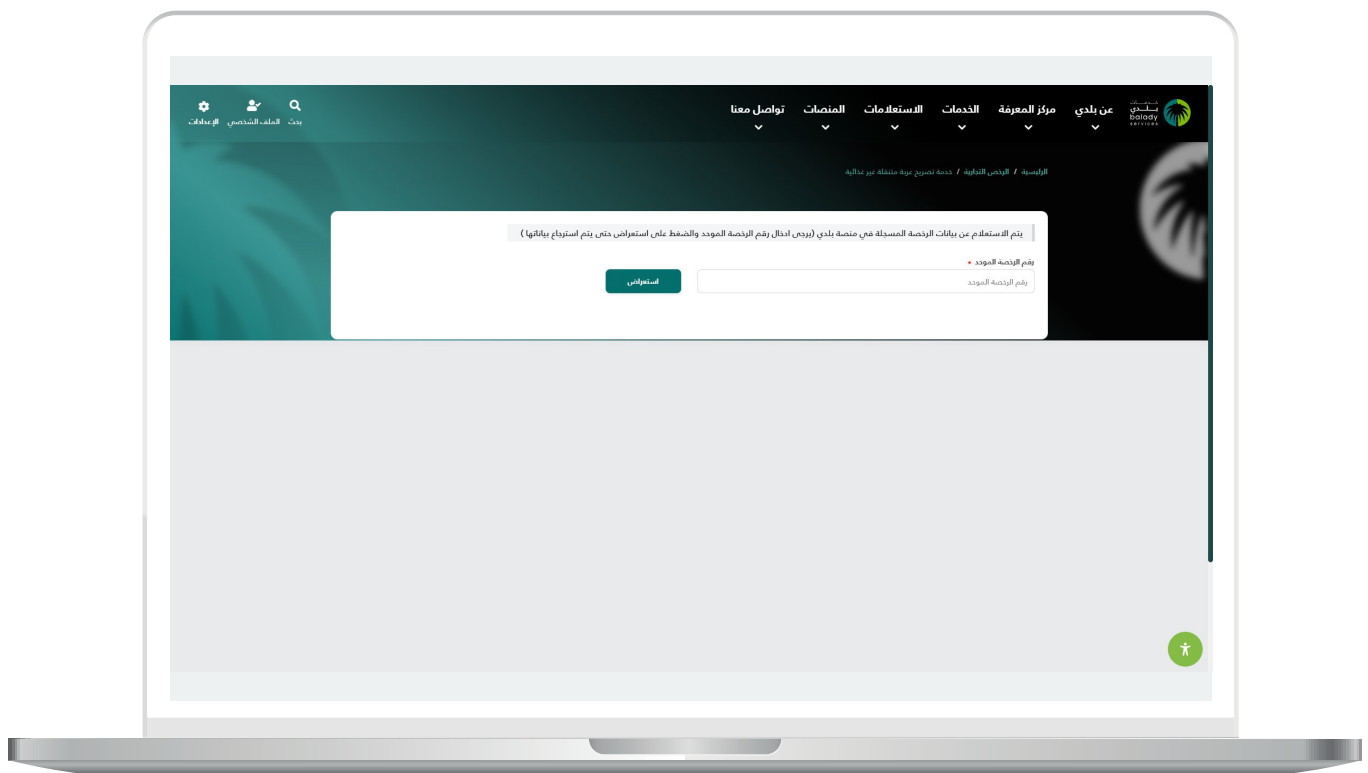 خدمات
بلدي
balady
services
عن بلدي
مركز المعرفة
الخدمات
الاستعلامات
المنصات
تواصل معنا
بحث
الملف الشخصي
الإعدادات
الرئيسية / الرخص التجارية / خدمة تصريح عربة متنقلة غير غذائية
يتم الاستعلام عن بيانات الرخصة المسجلة في منصة بلدي (يرجى ادخال رقم الرخصة الموحد والضغط على استعراض حتى يتم استرجاع بياناتها )
رقم الرخصة الموحد •
رقم الرخصة الموحد
استعراض